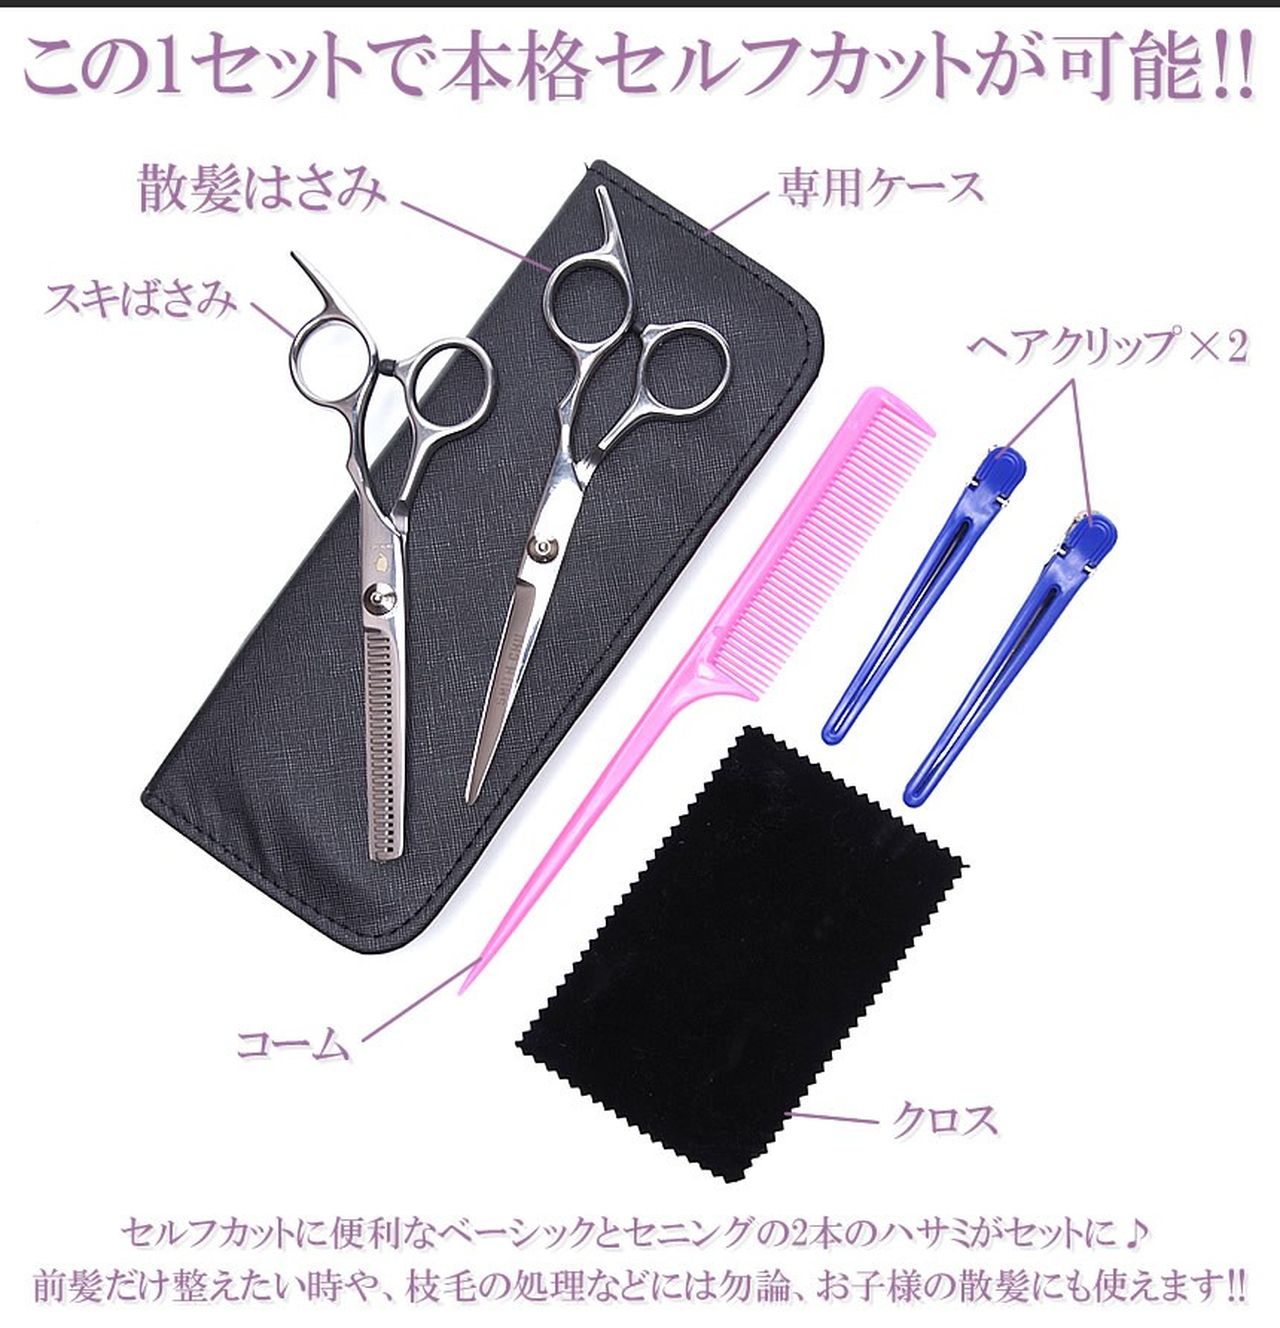 この1セットで本格セルフカットが可能!!
散髪はさみ
専用ケース
スキばさみ
ヘアクリップ×2
コーム
クロス
セルフカットに便利なベーシックとセニングの2本のハサミがセットに♪
前髪だけ整えたい時や、枝毛の処理などには勿論、お子様の散髪にも使えます!!